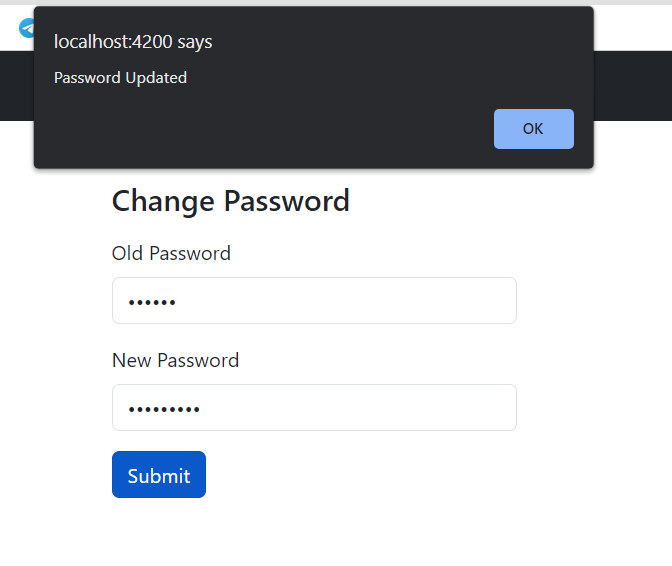 localhost:4200 says
Password Updated
OK
Change Password
Old Password
••••••
New Password
•••••••••
Submit